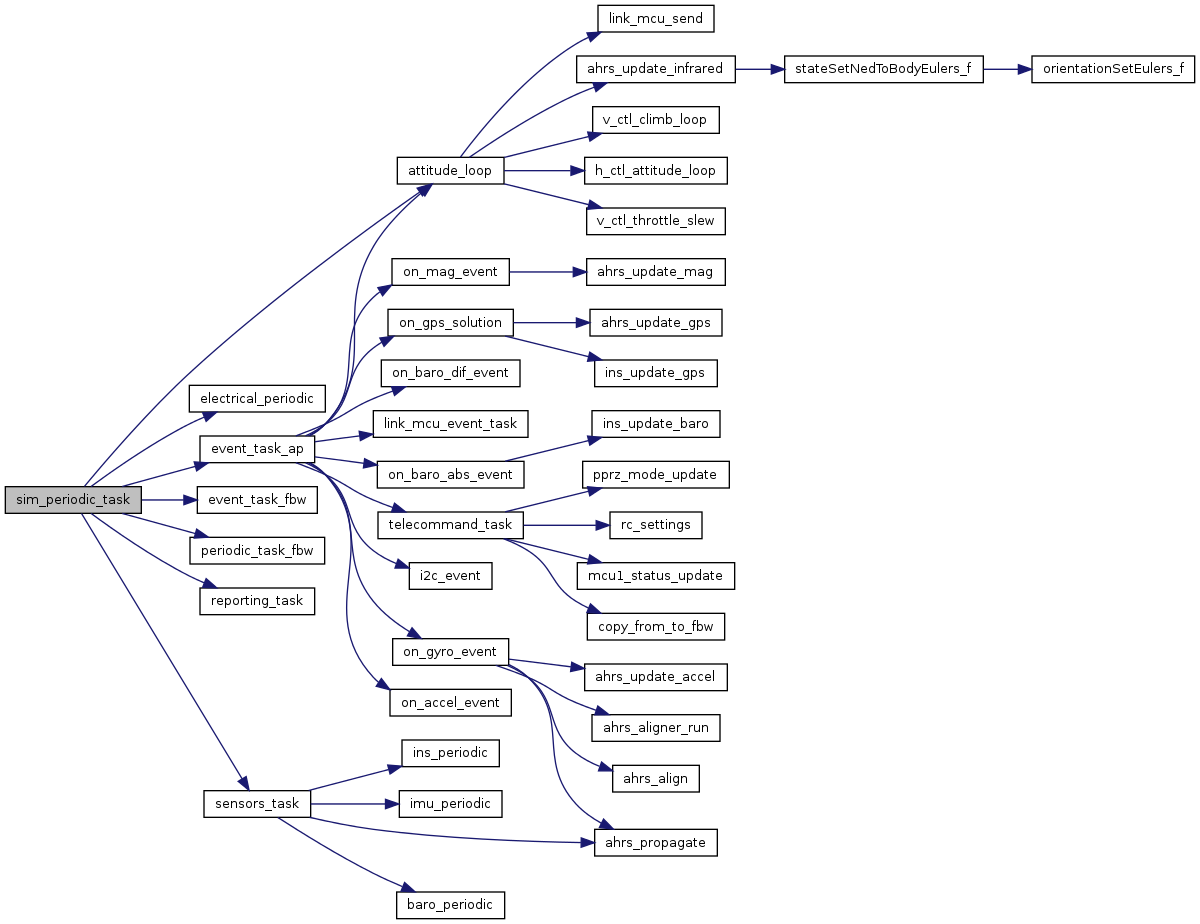 link_mcu_send
ahrs_update_infrared
stateSetNedToBodyEulers_f
orientationSetEulers_f
v_ctl_climb_loop
attitude_loop
h_ctl_attitude_loop
v_ctl_throttle_slew
on_mag_event
ahrs_update_mag
on_gps_solution
ahrs_update_gps
on_baro_dif_event
ins_update_gps
electrical_periodic
link_mcu_event_task
ins_update_baro
event_task_ap
on_baro_abs_event
pprz_mode_update
sim_periodic_task
event_task_fbw
telecommand_task
rc_settings
periodic_task_fbw
i2c_event
mcu1_status_update
reporting_task
copy_from_to_fbw
on_gyro_event
ahrs_update_accel
on_accel_event
ahrs_aligner_run
ins_periodic
ahrs_align
sensors_task
imu_periodic
ahrs_propagate
baro_periodic